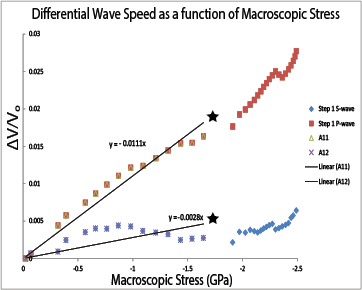 Differential Wave Speed as a function of Macroscopic Stress
0.03
0.025
0.02
0.015
0.01
0.005
0
ΔV/V₀
y = - 0.0111x
y = -0.0028x
0
-0.5
-1
-1.5
-2
-2.5
Macroscopic Stress (GPa)
Step 1 S-wave
Step 1 P-wave
A11
A12
Linear (A11)
Linear (A12)